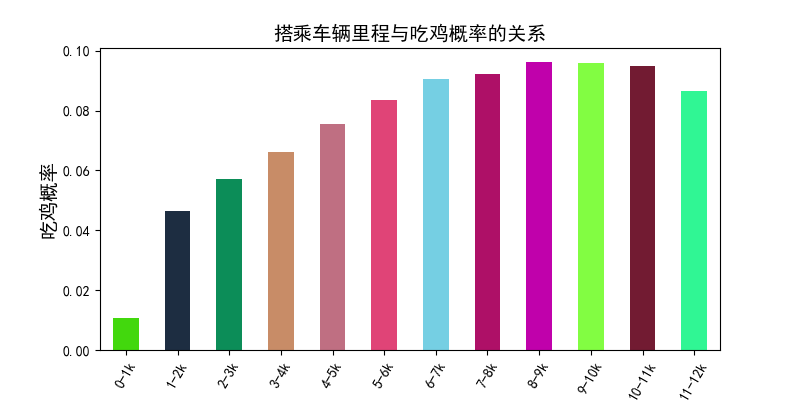 搭乘车辆里程与吃鸡概率的关系
吃鸡概率
0.10
0.08
0.06
0.04
0.02
0.00
0-1k
1-2k
2-3k
3-4k
4-5k
5-6k
6-7k
7-8k
8-9k
9-10k
10-11k
11-12k